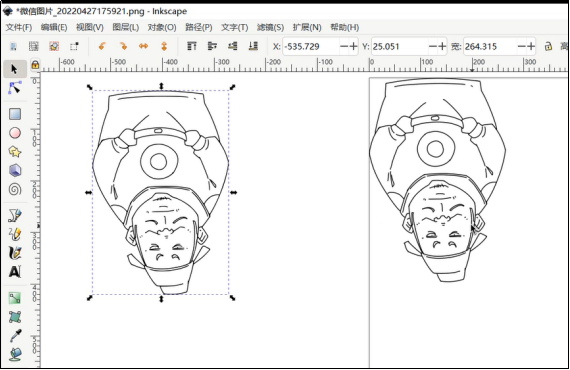 *微信图片_20220427175921.png - Inkscape
文件(F) 编辑(E) 视图(V) 图层(L) 对象(O) 路径(P) 文字(T) 滤镜(S) 扩展(N) 帮助(H)
X: -535.729 Y: 25.051 宽: 264.315 高
-600 -500 -400 -300 -200 -100 0 100 200 300
0
100
200
300
400
500